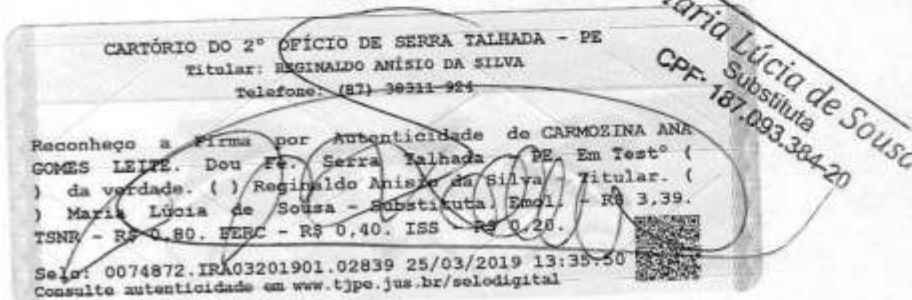 CARTÓRIO DO 2º OFÍCIO DE SERRA TALHADA - PE
Titular: REGINALDO ANÍSIO DA SILVA
Telefone: (87) 38311-924
Reconheço a Firma por Autenticidade de CARMOZINA ANA
GOMES LEITE. Dou Fé. Serra Talhada - PE. Em Testº (
) da verdade. ( ) Reginaldo Anísio da Silva - Titular. (
) Maria Lúcia de Sousa - Substituta. Emol. - R$ 3,39.
TSNR - R$ 0,80. FERC - R$ 0,40. ISS - R$ 0,20.
Selo: 0074872.IRA03201901.02839 25/03/2019 13:35:50
Consulte autenticidade em www.tjpe.jus.br/selodigital
Maria Lúcia de Sousa
Substituta
CPF: 187.093.384-20